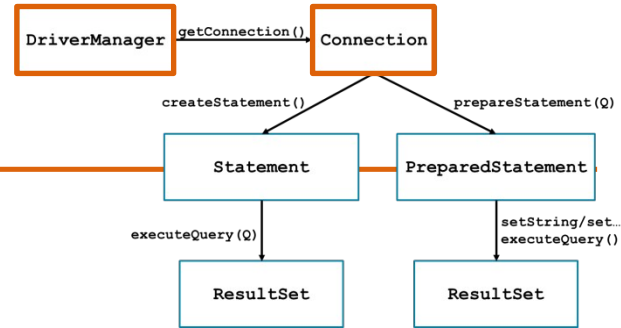 DriverManager getConnection() Connection
createStatement() prepareStatement(Q)
Statement PreparedStatement
executeQuery(Q) setString/set…
executeQuery()
ResultSet ResultSet